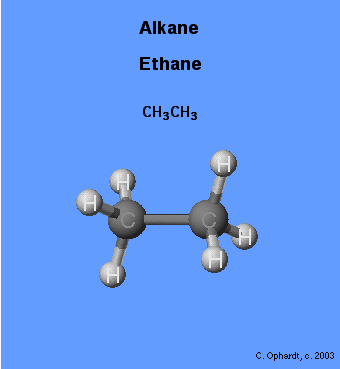 Alkane
Ethane
CH₃CH₃
H
H
H
C
C
H
H
H
C. Ophardt, c. 2003